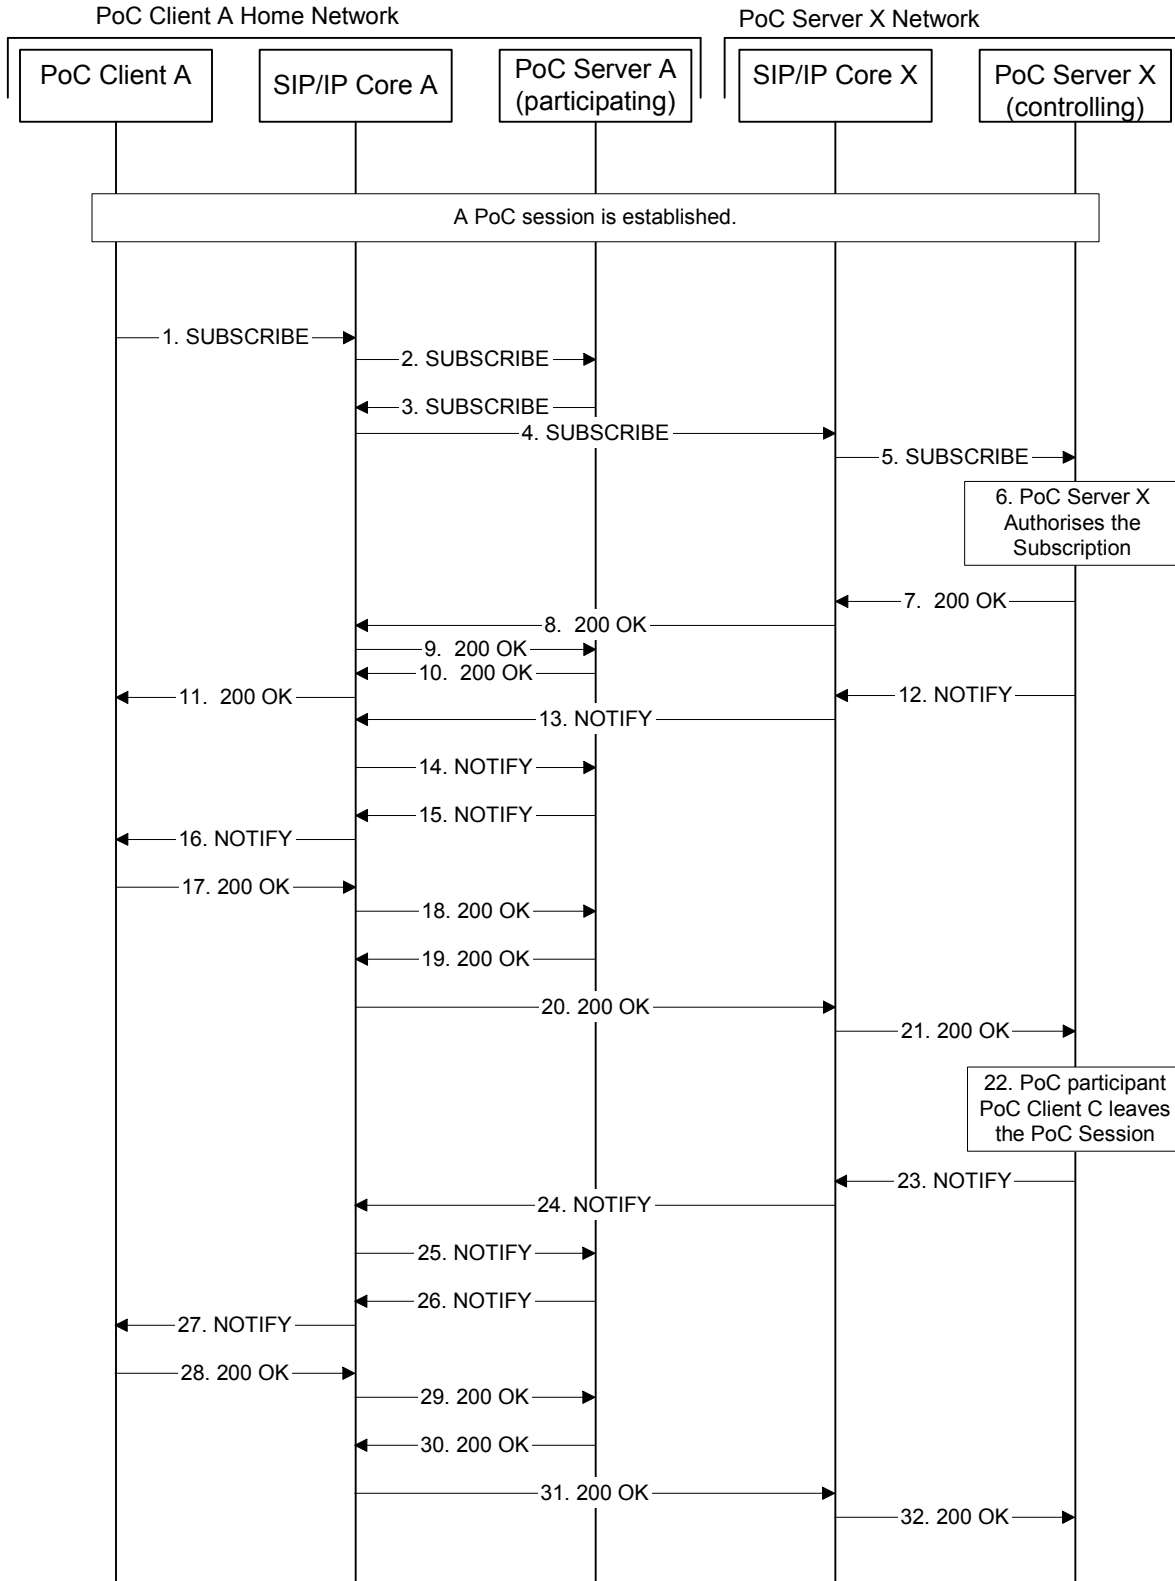 PoC Client A Home Network
PoC Server X Network
PoC Client A
SIP/IP Core A
PoC Server A
(participating)
SIP/IP Core X
PoC Server X
(controlling)
A PoC session is established.
1. SUBSCRIBE
2. SUBSCRIBE
3. SUBSCRIBE
4. SUBSCRIBE
5. SUBSCRIBE
6. PoC Server X
Authorises the
Subscription
7. 200 OK
8. 200 OK
9. 200 OK
10. 200 OK
11. 200 OK
12. NOTIFY
13. NOTIFY
14. NOTIFY
15. NOTIFY
16. NOTIFY
17. 200 OK
18. 200 OK
19. 200 OK
20. 200 OK
21. 200 OK
22. PoC participant
PoC Client C leaves
the PoC Session
23. NOTIFY
24. NOTIFY
25. NOTIFY
26. NOTIFY
27. NOTIFY
28. 200 OK
29. 200 OK
30. 200 OK
31. 200 OK
32. 200 OK